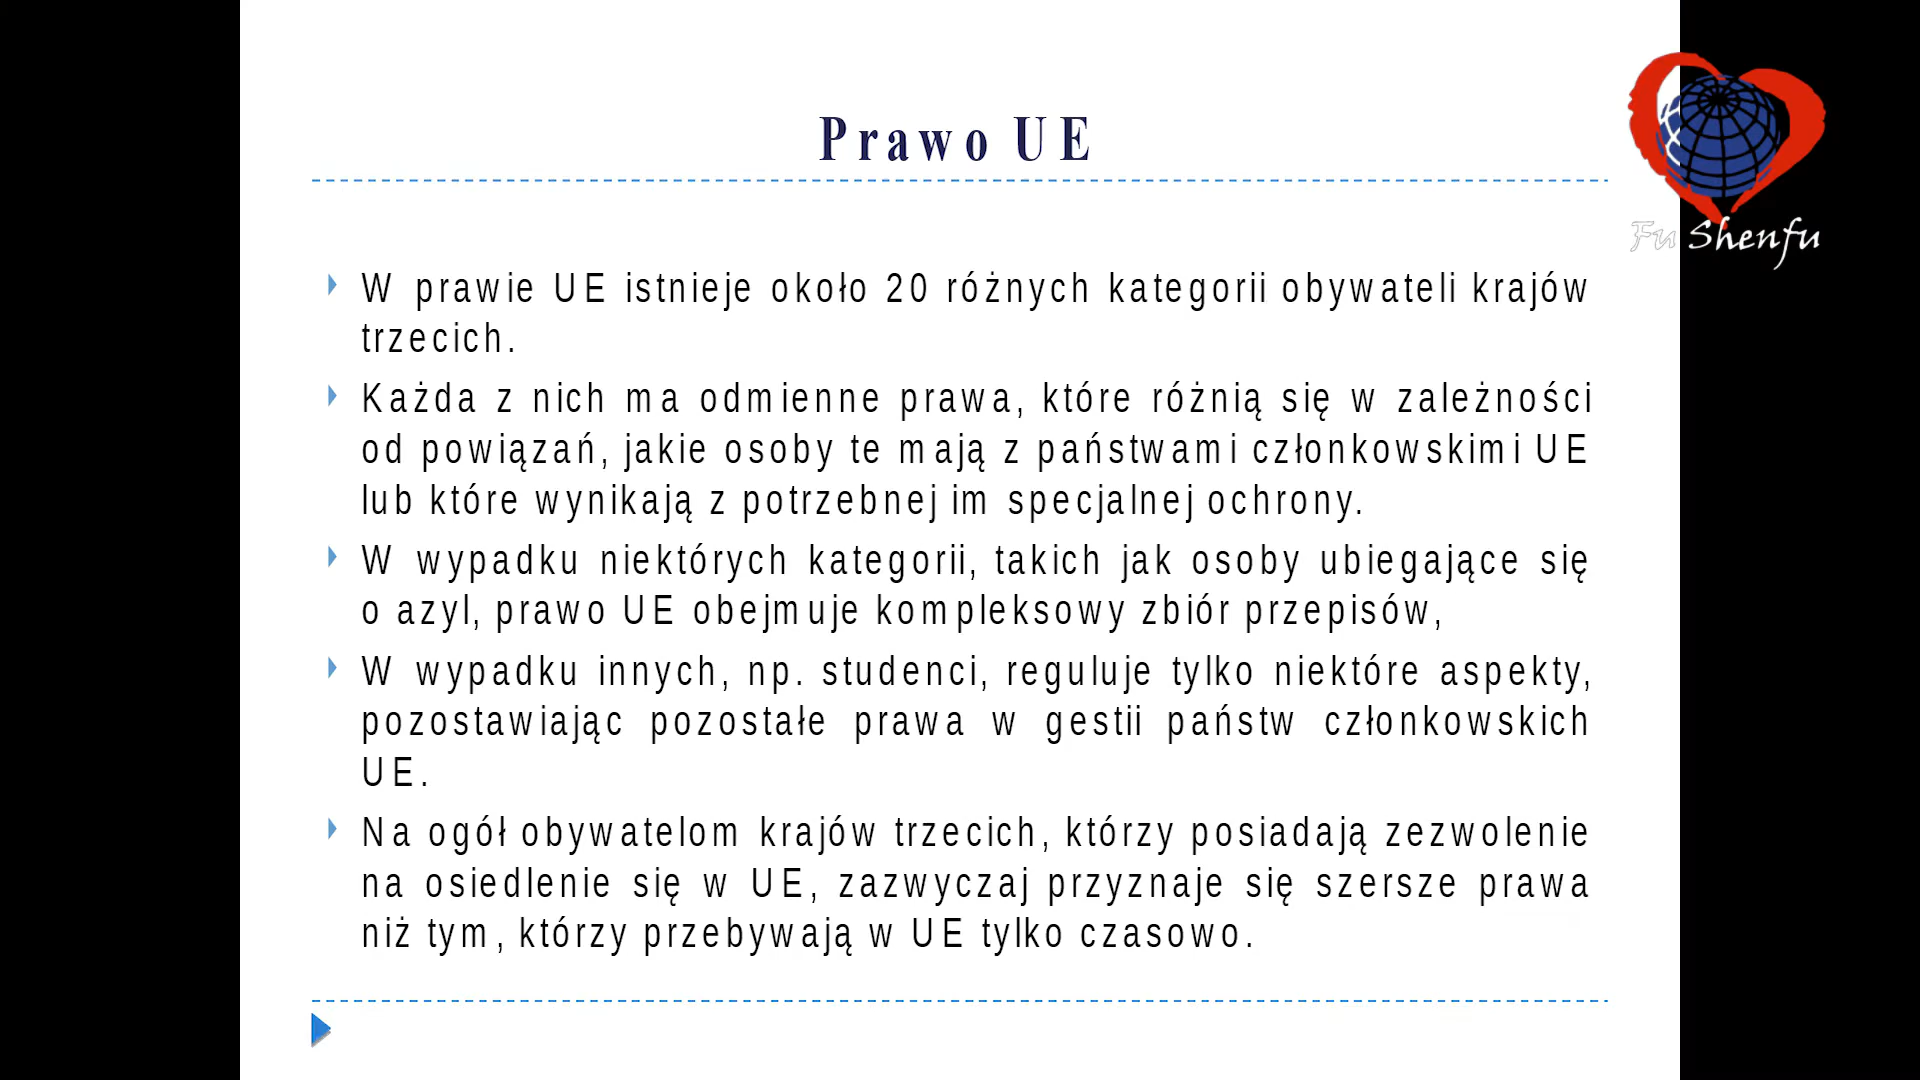 Prawo UE
Fu Shenfu
W prawie UE istnieje około 20 różnych kategorii obywateli krajów
trzecich.
Każda z nich ma odmienne prawa, które różnią się w zależności
od powiązań, jakie osoby te mają z państwami członkowskimi UE
lub które wynikają z potrzebnej im specjalnej ochrony.
W wypadku niektórych kategorii, takich jak osoby ubiegające się
o azyl, prawo UE obejmuje kompleksowy zbiór przepisów,
W wypadku innych, np. studenci, reguluje tylko niektóre aspekty,
pozostawiając pozostałe prawa w gestii państw członkowskich
UE.
Na ogół obywatelom krajów trzecich, którzy posiadają zezwolenie
na osiedlenie się w UE, zazwyczaj przyznaje się szersze prawa
niż tym, którzy przebywają w UE tylko czasowo.